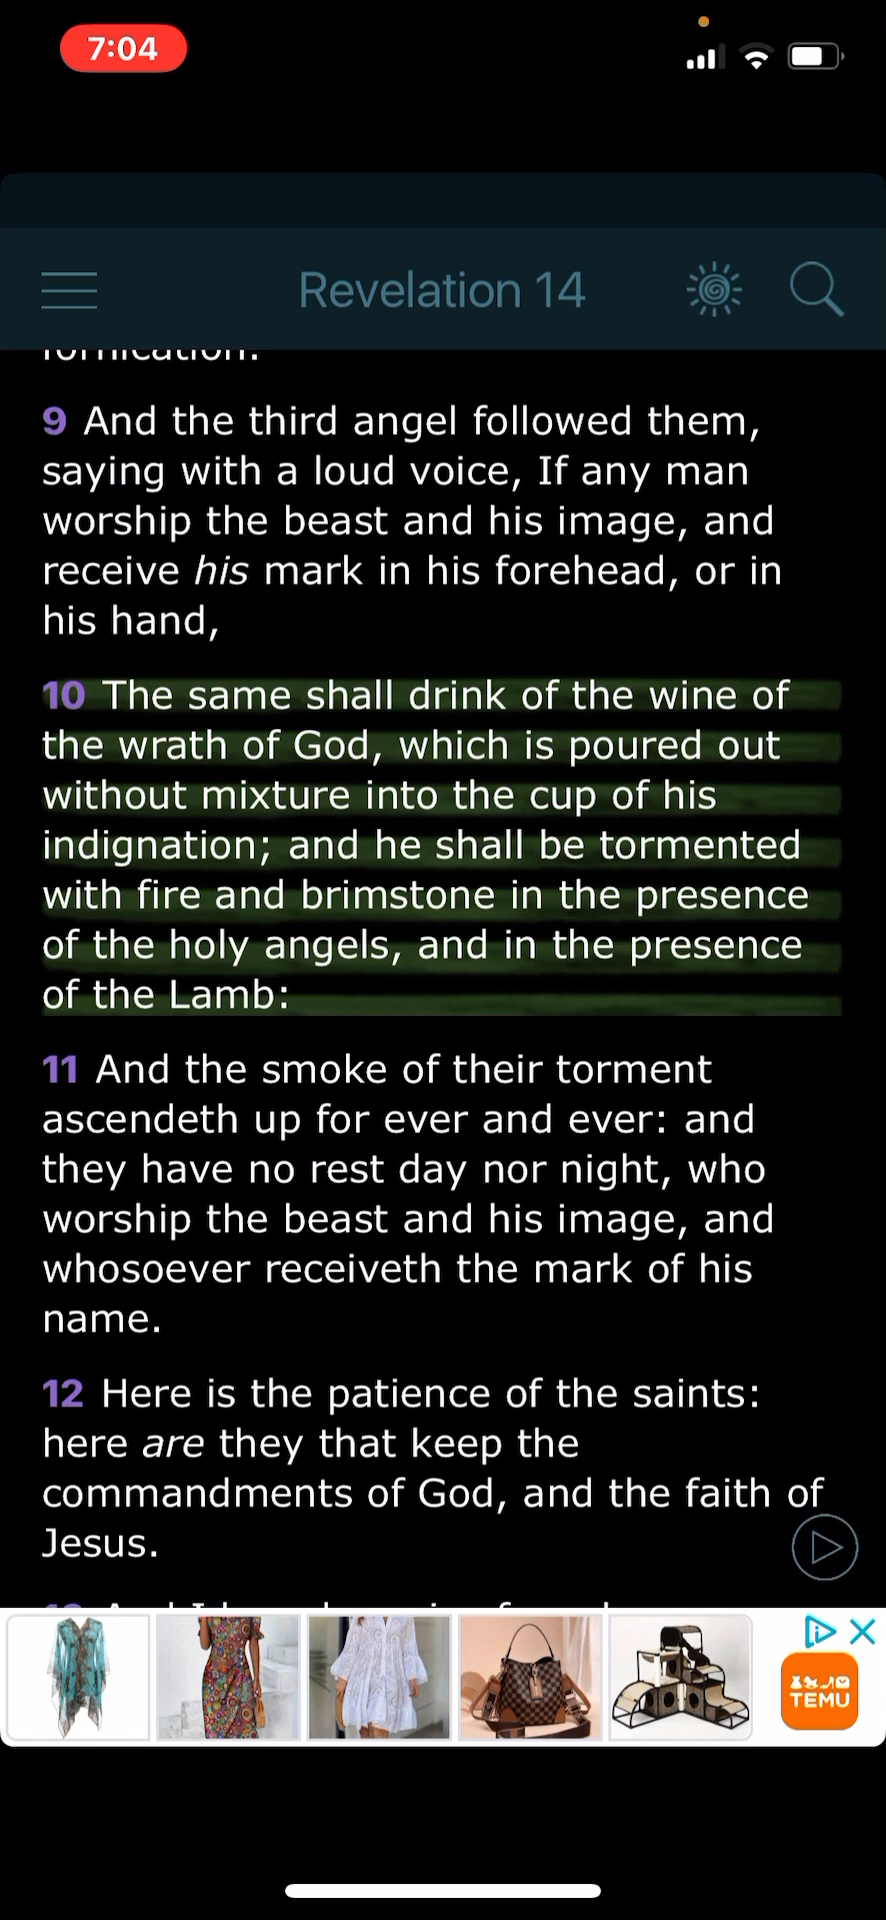 7:04
Revelation 14
fornication.
9 And the third angel followed them,
saying with a loud voice, If any man
worship the beast and his image, and
receive his mark in his forehead, or in
his hand,
10 The same shall drink of the wine of
the wrath of God, which is poured out
without mixture into the cup of his
indignation; and he shall be tormented
with fire and brimstone in the presence
of the holy angels, and in the presence
of the Lamb:
11 And the smoke of their torment
ascendeth up for ever and ever: and
they have no rest day nor night, who
worship the beast and his image, and
whosoever receiveth the mark of his
name.
12 Here is the patience of the saints:
here are they that keep the
commandments of God, and the faith of
Jesus.
TEMU